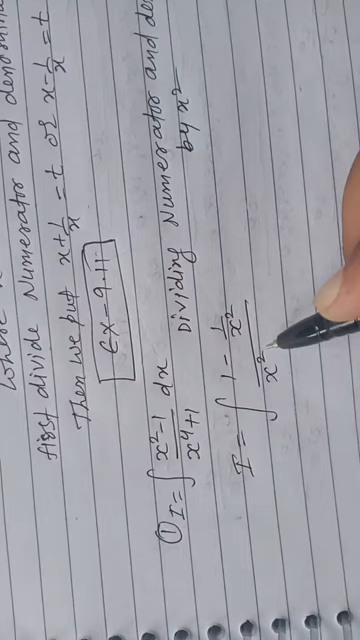 first divide Numerator and denomina
Then we put x+1/x = t or x-1/x = t
Ex-9.11
① I = ∫ x²-1/x⁴+1 dx Dividing Numerator and de
by x²
I = ∫ 1 - 1/x² / x²